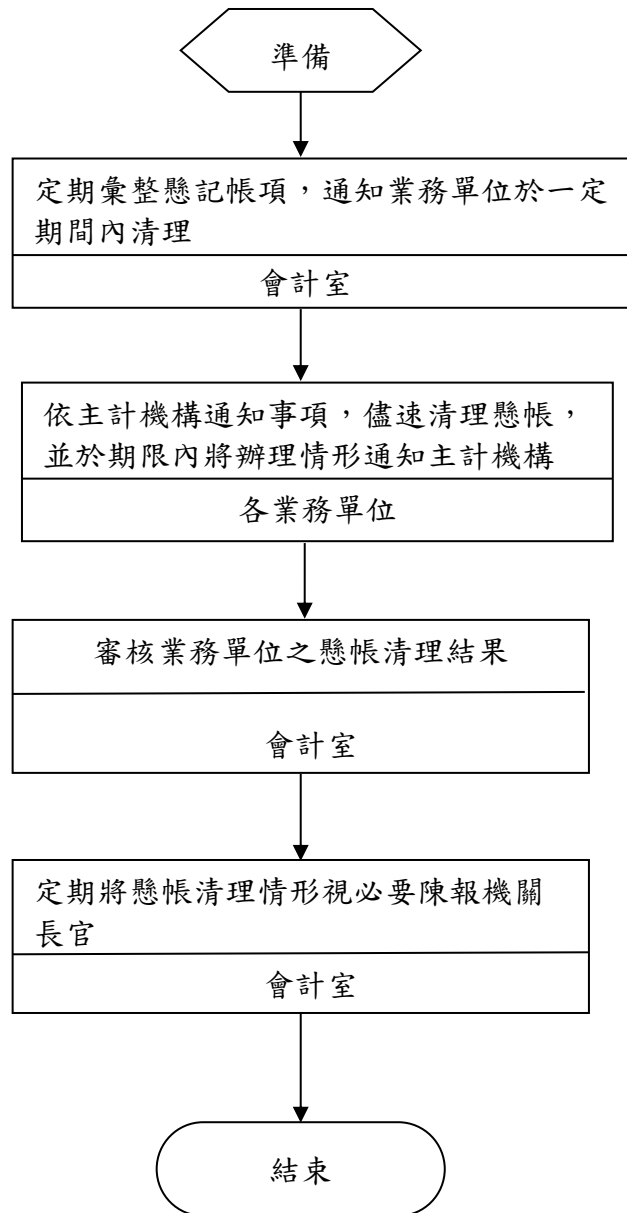 準備
定期彙整懸記帳項，通知業務單位於一定
期間內清理
會計室
依主計機構通知事項，儘速清理懸帳，
並於期限內將辦理情形通知主計機構
各業務單位
審核業務單位之懸帳清理結果
會計室
定期將懸帳清理情形視必要陳報機關
長官
會計室
結束